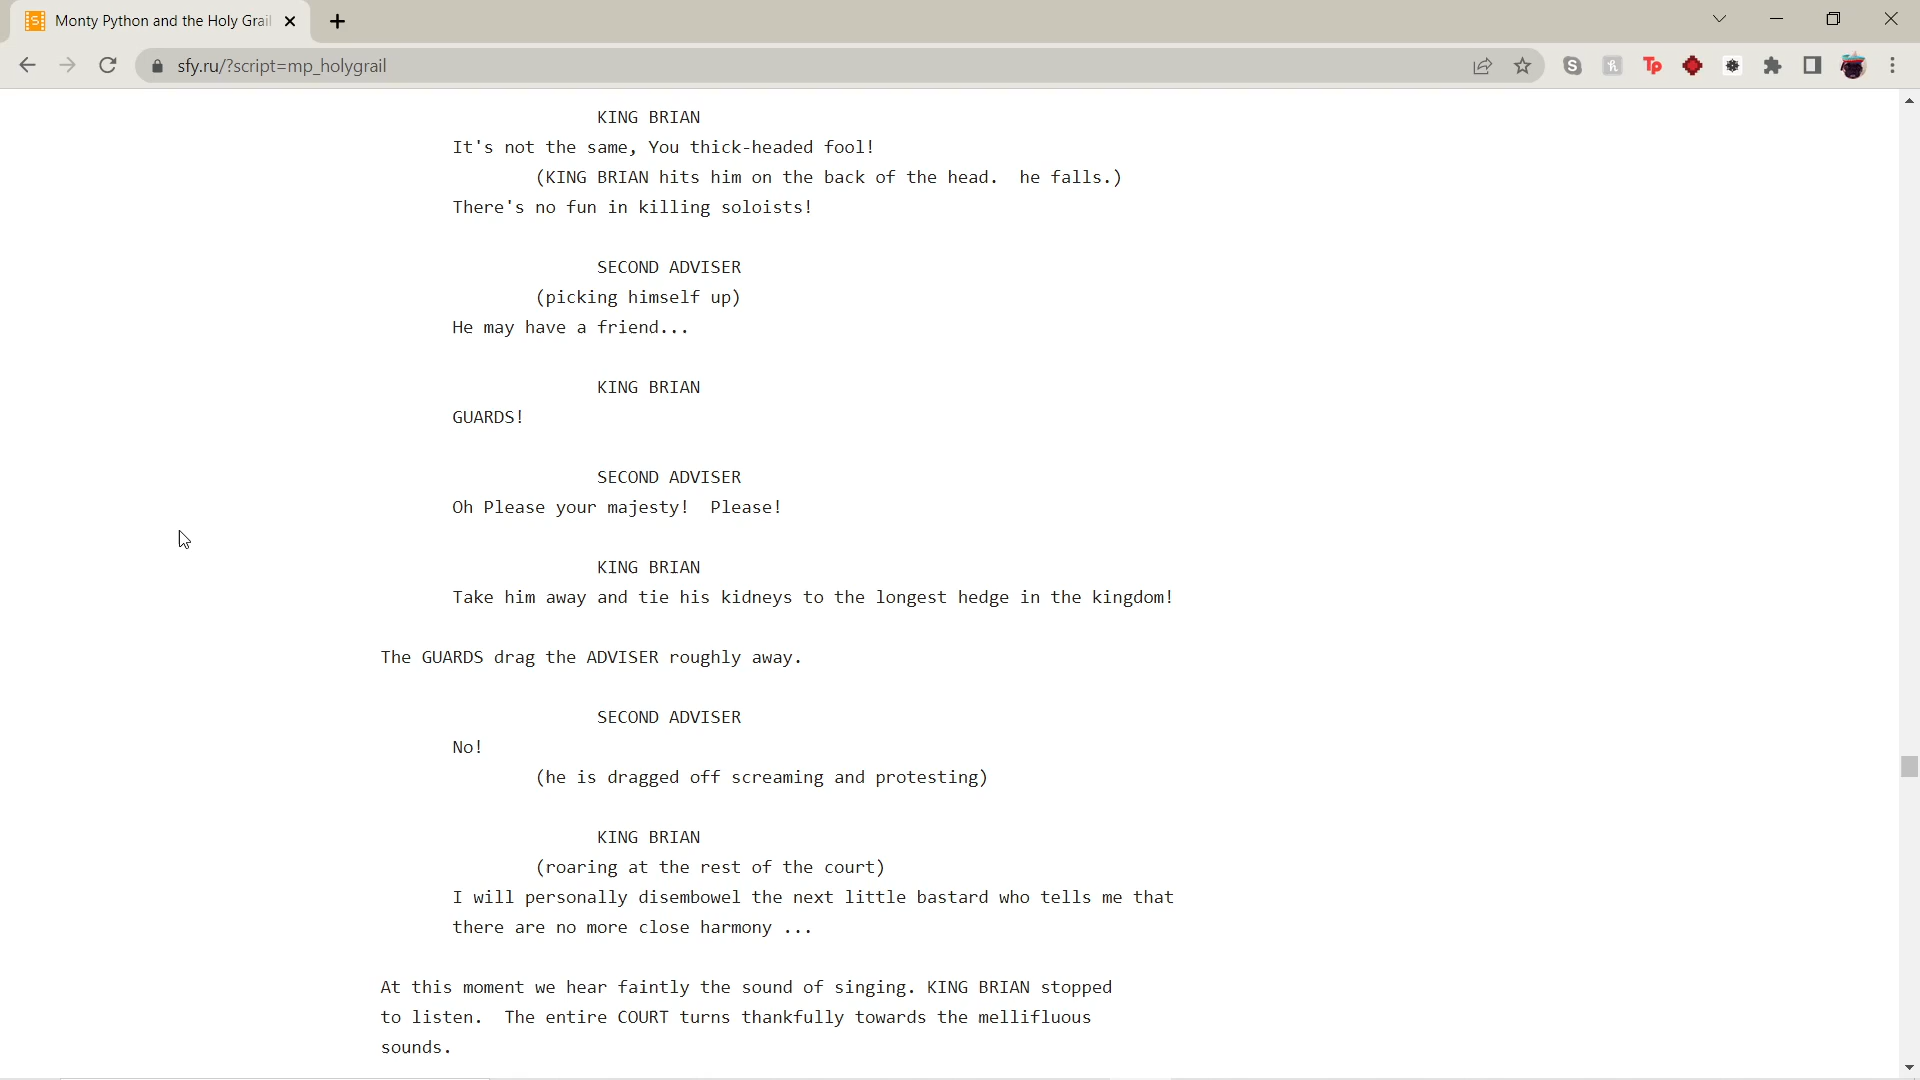 Monty Python and the Holy Grail
sfy.ru/?script=mp_holygrail
KING BRIAN
It's not the same, You thick-headed fool!
(KING BRIAN hits him on the back of the head.  he falls.)
There's no fun in killing soloists!
SECOND ADVISER
(picking himself up)
He may have a friend...
KING BRIAN
GUARDS!
SECOND ADVISER
Oh Please your majesty!  Please!
KING BRIAN
Take him away and tie his kidneys to the longest hedge in the kingdom!
The GUARDS drag the ADVISER roughly away.
SECOND ADVISER
No!
(he is dragged off screaming and protesting)
KING BRIAN
(roaring at the rest of the court)
I will personally disembowel the next little bastard who tells me that
there are no more close harmony ...
At this moment we hear faintly the sound of singing. KING BRIAN stopped
to listen.  The entire COURT turns thankfully towards the mellifluous
sounds.